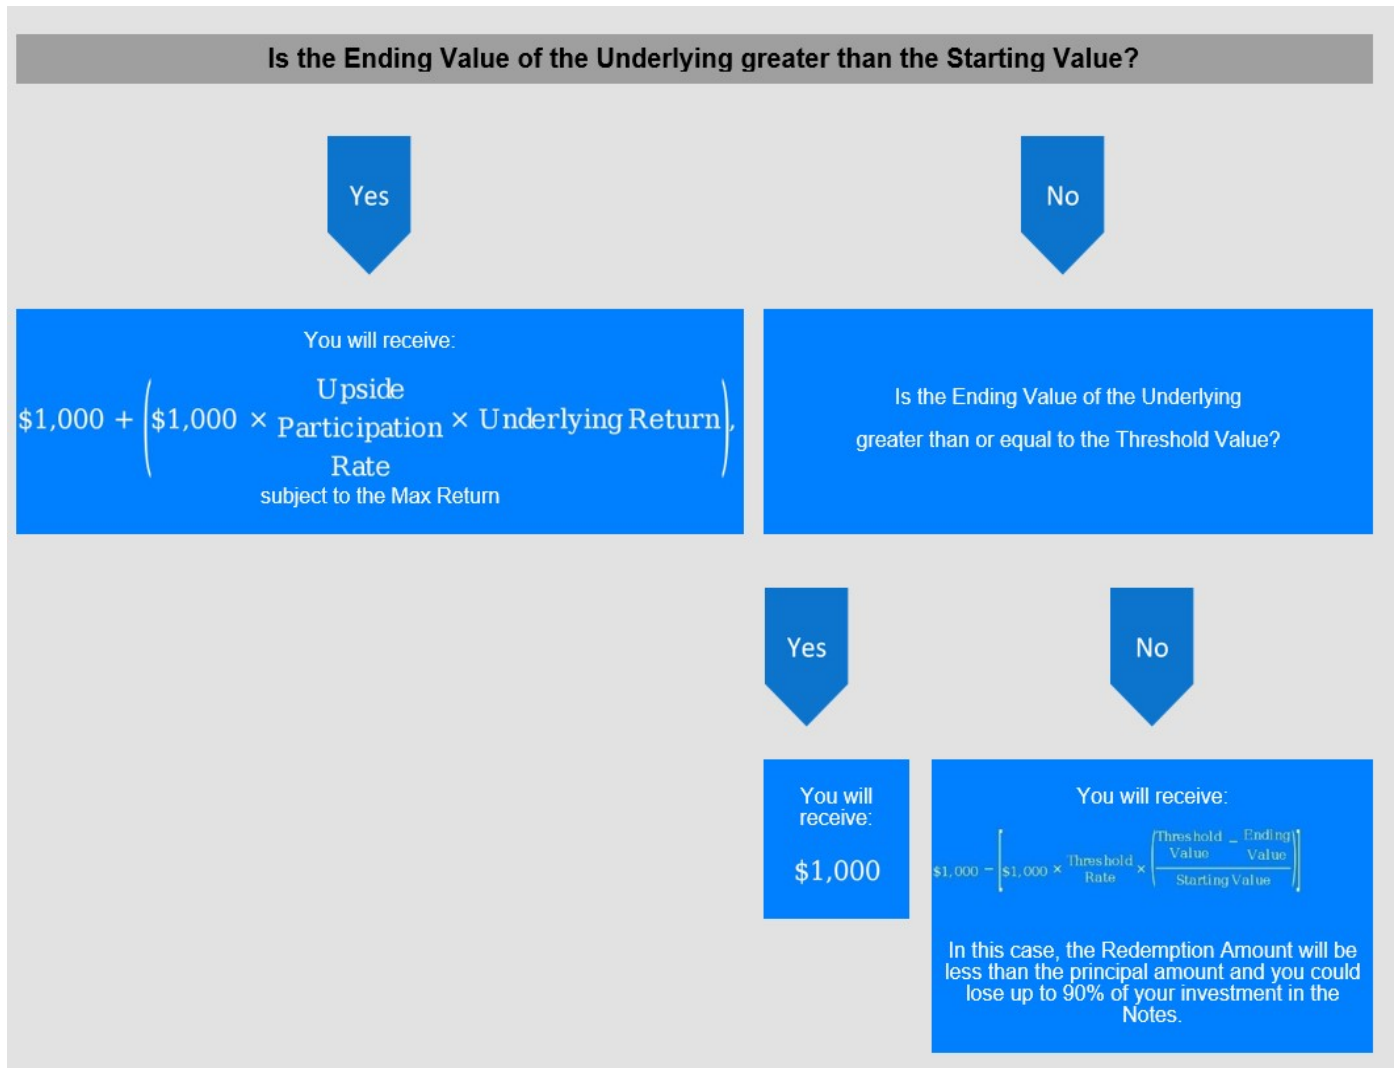 Is the Ending Value of the Underlying greater than the Starting Value?
Yes
No
You will receive:
$1,000 + ($1,000 × Upside Participation Rate × Underlying Return),
subject to the Max Return
Is the Ending Value of the Underlying
greater than or equal to the Threshold Value?
Yes
No
You will
receive:
$1,000
You will receive:
$1,000 − [$1,000 × Threshold Rate × ((Threshold Value − Ending Value) / Starting Value)]
In this case, the Redemption Amount will be
less than the principal amount and you could
lose up to 90% of your investment in the
Notes.